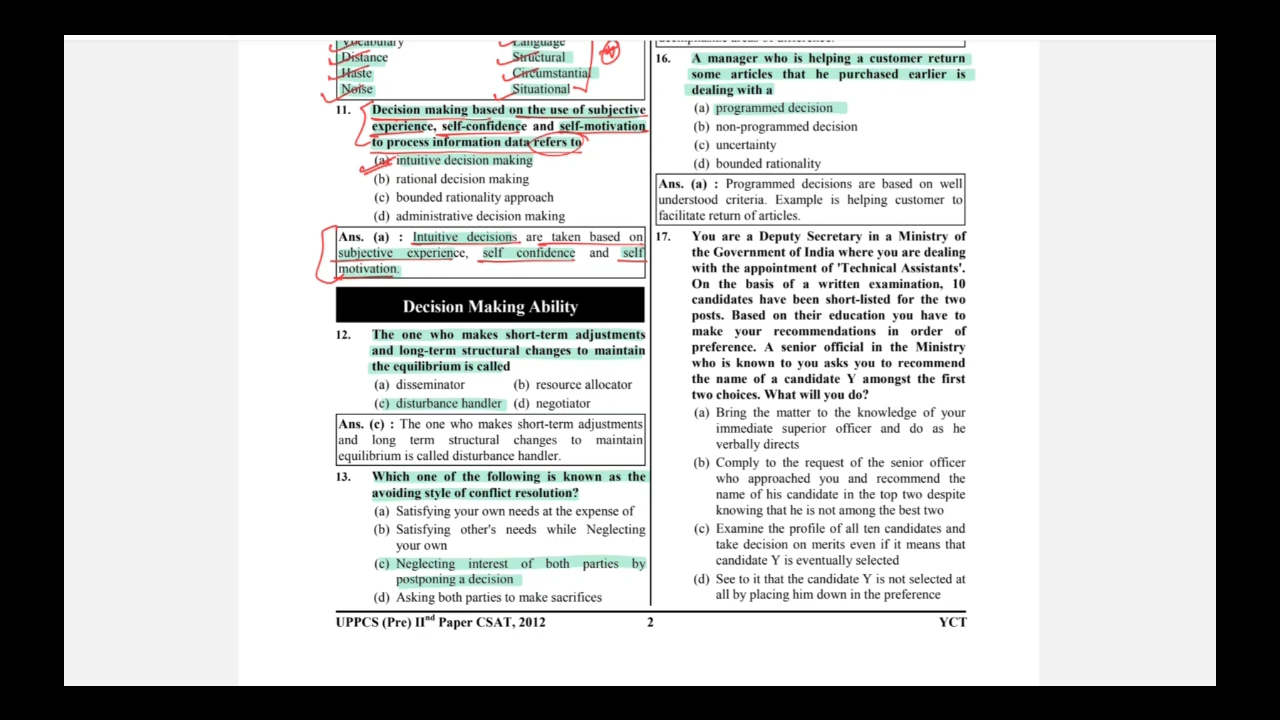 Vocabulary Language
Distance Structural
Haste Circumstantial
Noise Situational
11. Decision making based on the use of subjective
experience, self-confidence and self-motivation
to process information data refers to
(a) intuitive decision making
(b) rational decision making
(c) bounded rationality approach
(d) administrative decision making
Ans. (a) : Intuitive decisions are taken based on
subjective experience, self confidence and self
motivation.
Decision Making Ability
12. The one who makes short-term adjustments
and long-term structural changes to maintain
the equilibrium is called
(a) disseminator (b) resource allocator
(c) disturbance handler (d) negotiator
Ans. (c) : The one who makes short-term adjustments
and long term structural changes to maintain
equilibrium is called disturbance handler.
13. Which one of the following is known as the
avoiding style of conflict resolution?
(a) Satisfying your own needs at the expense of
(b) Satisfying other's needs while Neglecting
your own
(c) Neglecting interest of both parties by
postponing a decision
(d) Asking both parties to make sacrifices
16. A manager who is helping a customer return
some articles that he purchased earlier is
dealing with a
(a) programmed decision
(b) non-programmed decision
(c) uncertainty
(d) bounded rationality
Ans. (a) : Programmed decisions are based on well
understood criteria. Example is helping customer to
facilitate return of articles.
17. You are a Deputy Secretary in a Ministry of
the Government of India where you are dealing
with the appointment of 'Technical Assistants'.
On the basis of a written examination, 10
candidates have been short-listed for the two
posts. Based on their education you have to
make your recommendations in order of
preference. A senior official in the Ministry
who is known to you asks you to recommend
the name of a candidate Y amongst the first
two choices. What will you do?
(a) Bring the matter to the knowledge of your
immediate superior officer and do as he
verbally directs
(b) Comply to the request of the senior officer
who approached you and recommend the
name of his candidate in the top two despite
knowing that he is not among the best two
(c) Examine the profile of all ten candidates and
take decision on merits even if it means that
candidate Y is eventually selected
(d) See to it that the candidate Y is not selected at
all by placing him down in the preference
UPPCS (Pre) IInd Paper CSAT, 2012 2 YCT